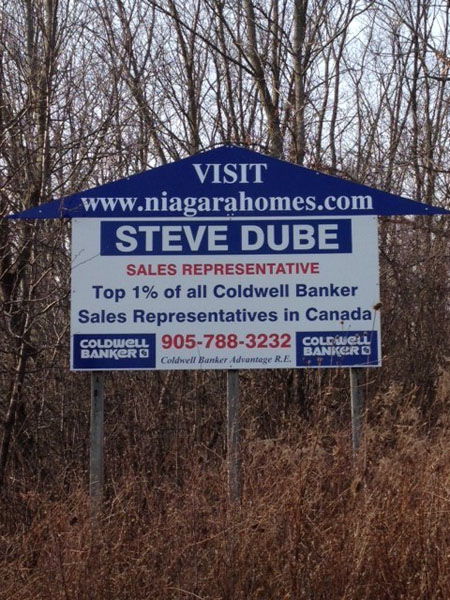 VISIT
www.niagarahomes.com
STEVE DUBE
SALES REPRESENTATIVE
Top 1% of all Coldwell Banker
Sales Representatives in Canada
COLDWELL BANKER
905-788-3232
Coldwell Banker Advantage R.E.
COLDWELL BANKER